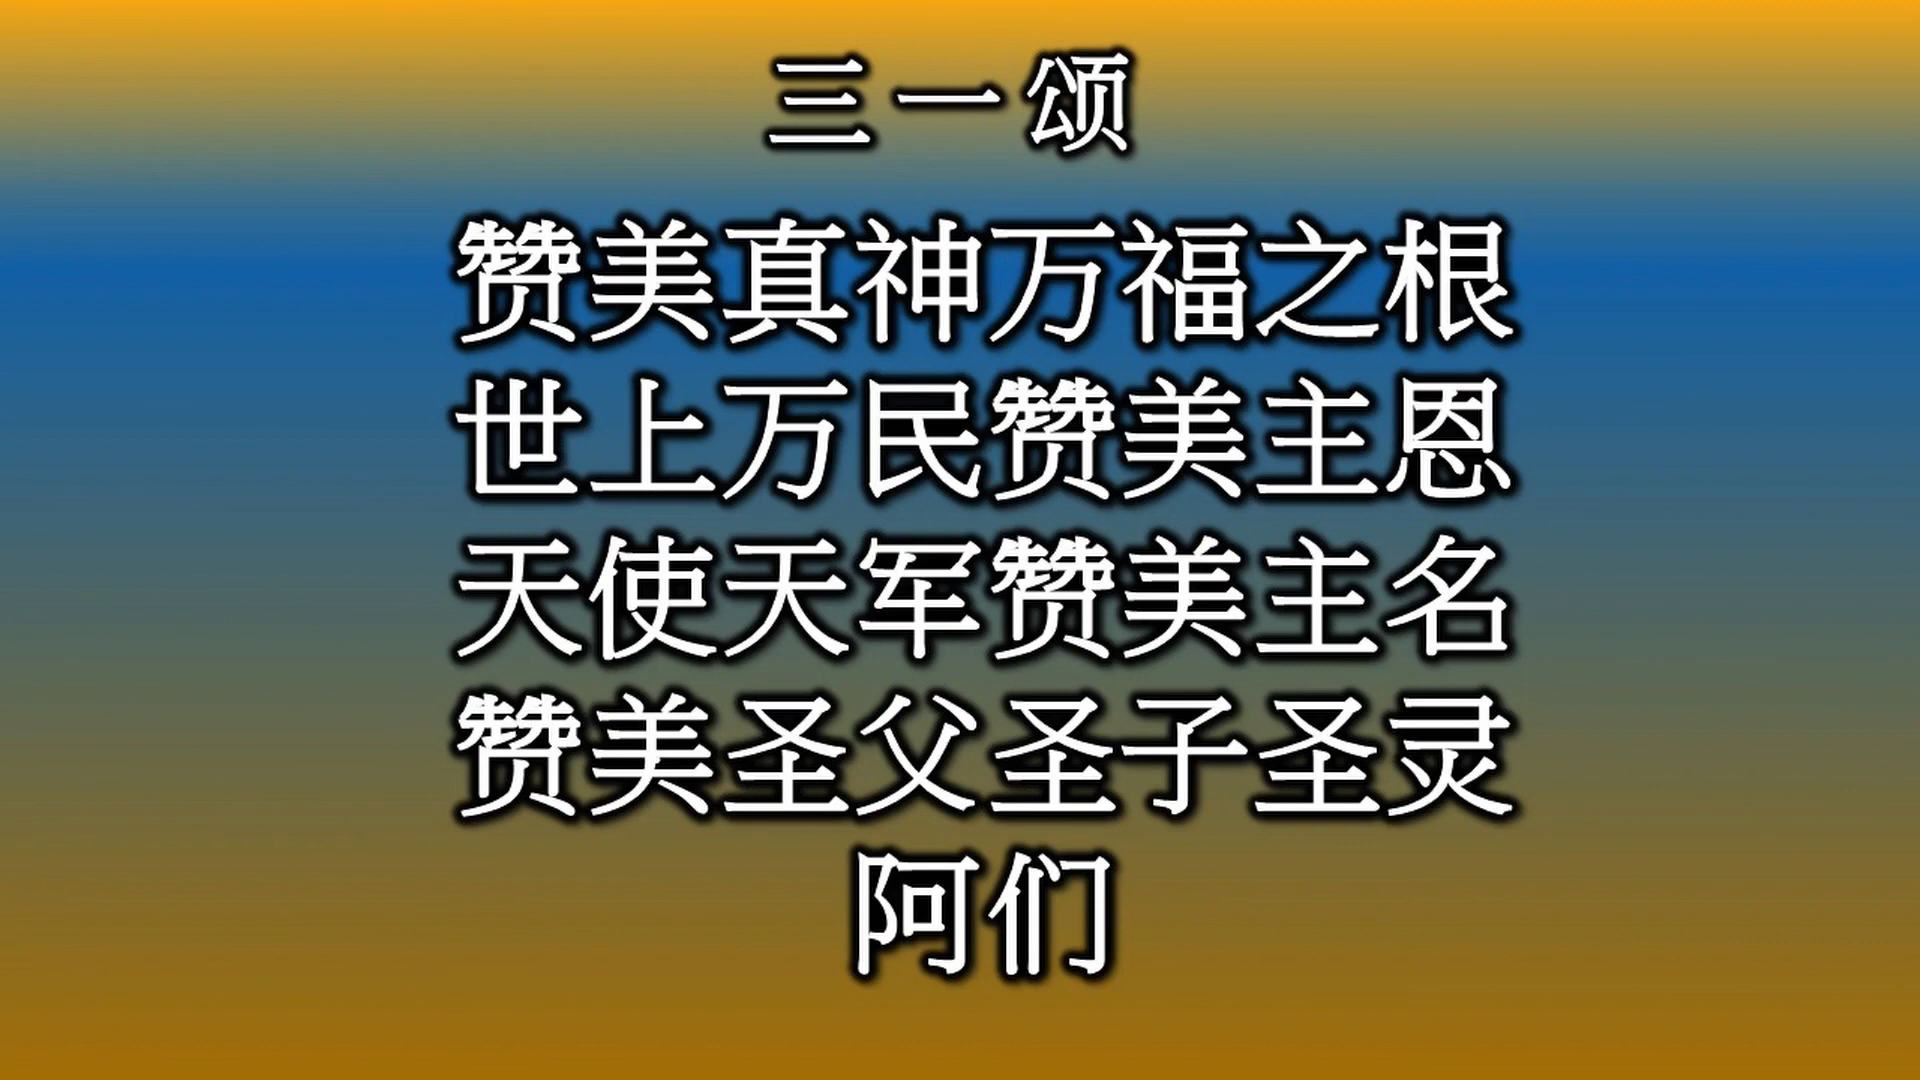 三一颂
赞美真神万福之根
世上万民赞美主恩
天使天军赞美主名
赞美圣父圣子圣灵
阿们